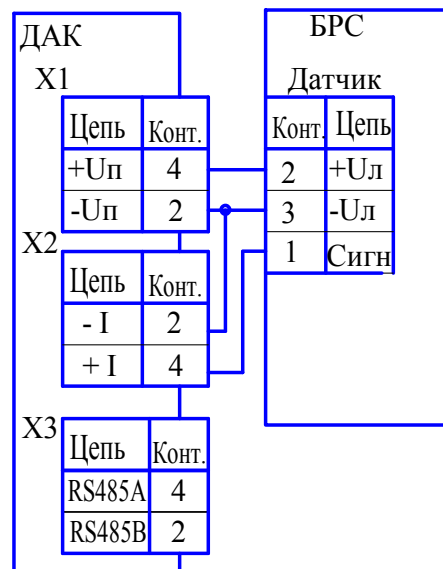 ДАК
БРС
X1
Датчик
Цепь Конт.
Конт. Цепь
+Uп 4
2 +Uл
-Uп 2
3 -Uл
X2
1 Сигн
Цепь Конт.
- I 2
+ I 4
X3
Цепь Конт.
RS485A 4
RS485B 2